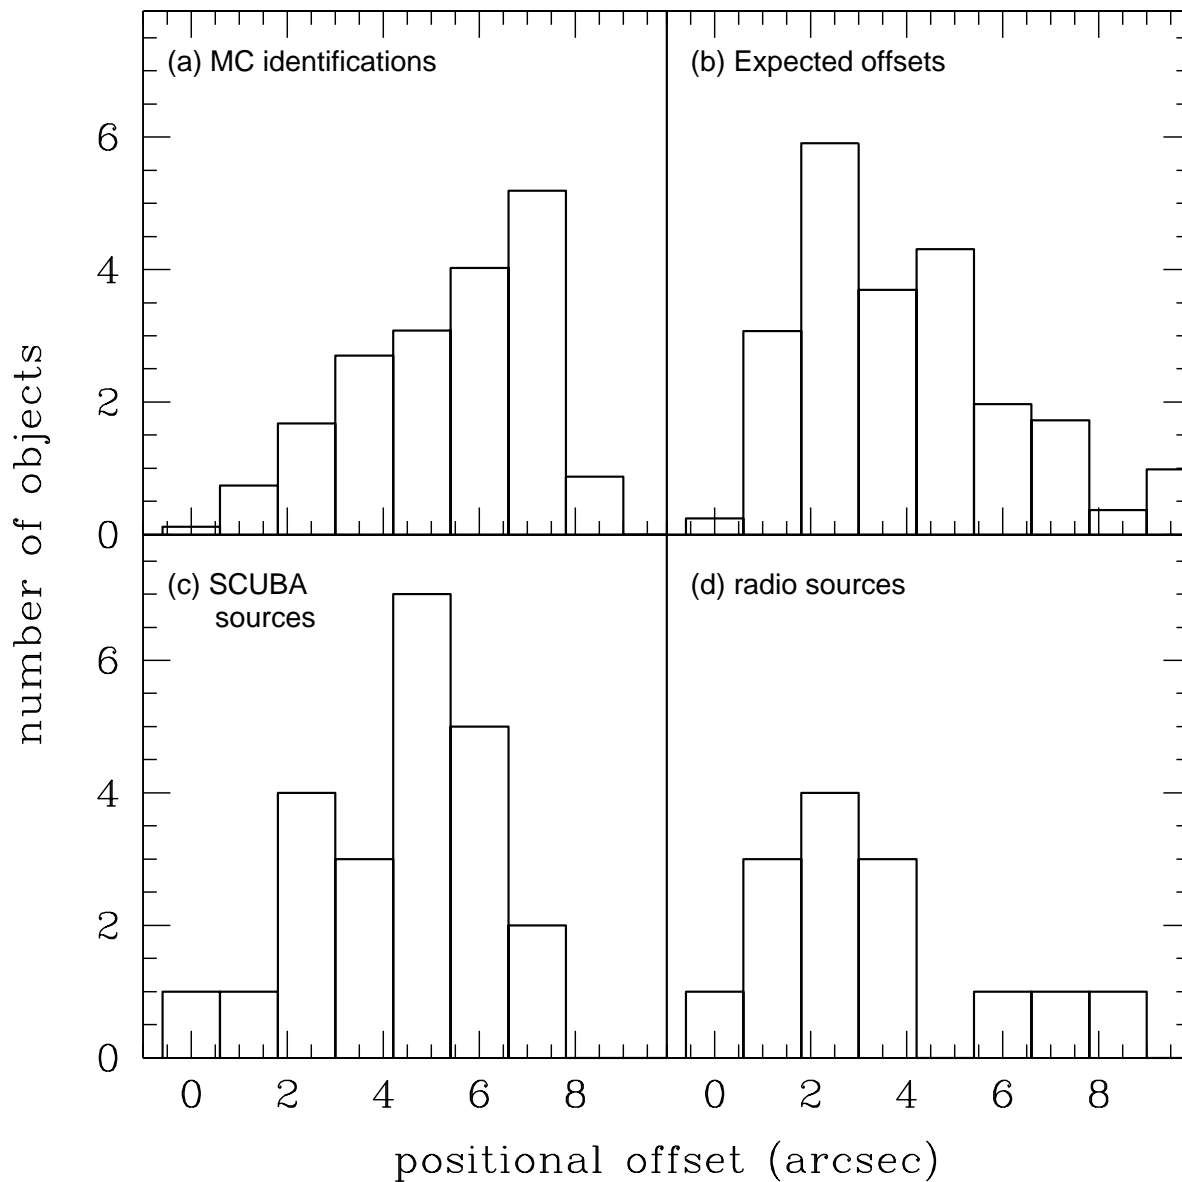 (a) MC identifications
(b) Expected offsets
6
4
2
0
(c) SCUBA
sources
(d) radio sources
6
4
2
0
0 2 4 6 8
0 2 4 6 8
number of objects
positional offset (arcsec)